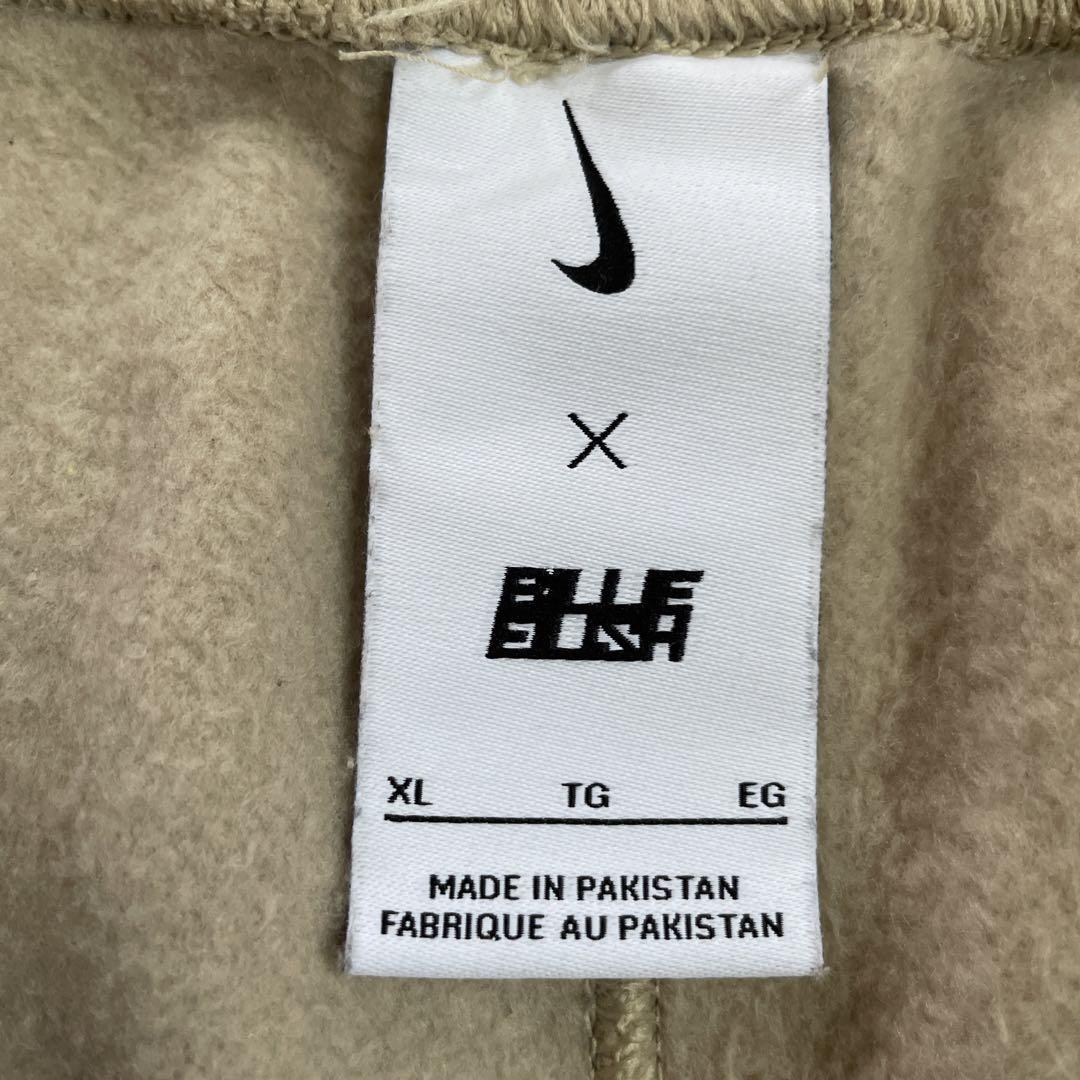 X
BILLIE
EILISH
XL TG EG
MADE IN PAKISTAN
FABRIQUE AU PAKISTAN